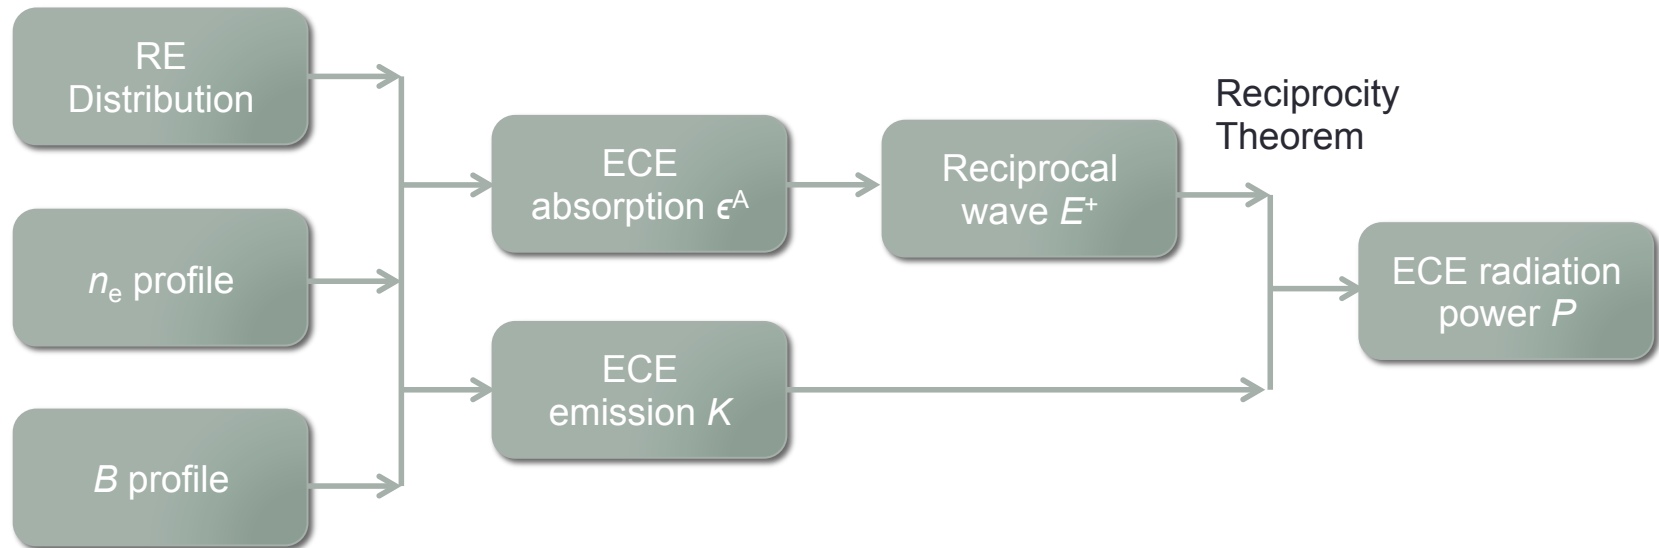 RE
Distribution
nₑ profile
B profile
ECE
absorption ϵᴬ
ECE
emission K
Reciprocal
wave E⁺
Reciprocity
Theorem
ECE radiation
power P